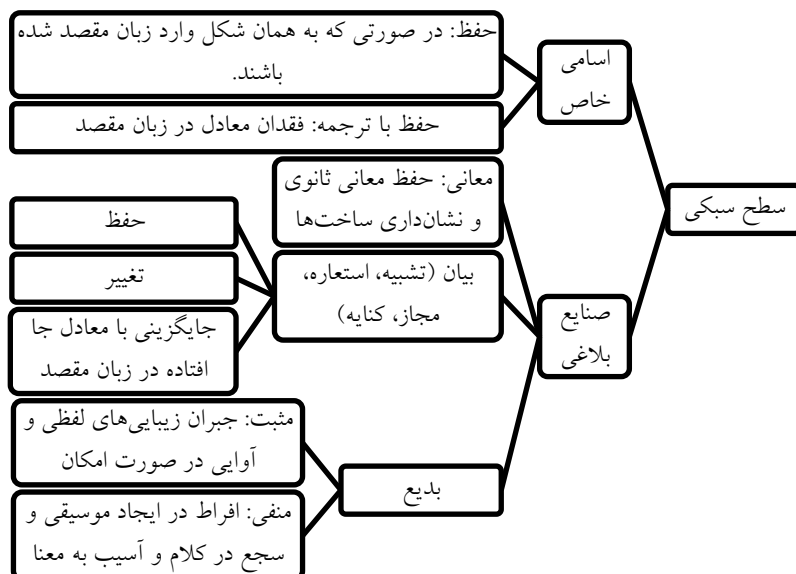 سطح سبکی
اسامی
خاص
حفظ: در صورتی که به همان شکل وارد زبان مقصد شده
باشند.
حفظ با ترجمه: فقدان معادل در زبان مقصد
صنایع
بلاغی
معانی: حفظ معانی ثانوی
و نشان‌داری ساخت‌ها
بیان (تشبیه، استعاره،
مجاز، کنایه)
حفظ
تغییر
جایگزینی با معادل جا
افتاده در زبان مقصد
بدیع
مثبت: جبران زیبایی‌های لفظی و
آوایی در صورت امکان
منفی: افراط در ایجاد موسیقی و
سجع در کلام و آسیب به معنا